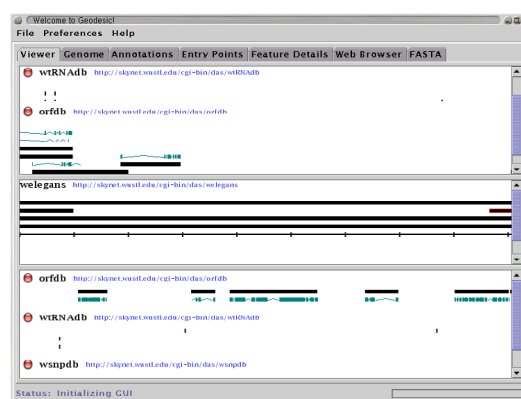 Welcome to Geodesic!
File Preferences Help
Viewer Genome Annotations Entry Points Feature Details Web Browser FASTA
wtRNAdb http://skynet.wustl.edu/cgi-bin/das/wtRNAdb
orfdb http://skynet.wustl.edu/cgi-bin/das/orfdb
welegans http://skynet.wustl.edu/cgi-bin/das/welegans
orfdb http://skynet.wustl.edu/cgi-bin/das/orfdb
wtRNAdb http://skynet.wustl.edu/cgi-bin/das/wtRNAdb
wsnpdb http://skynet.wustl.edu/cgi-bin/das/wsnpdb
Status: Initializing GUI